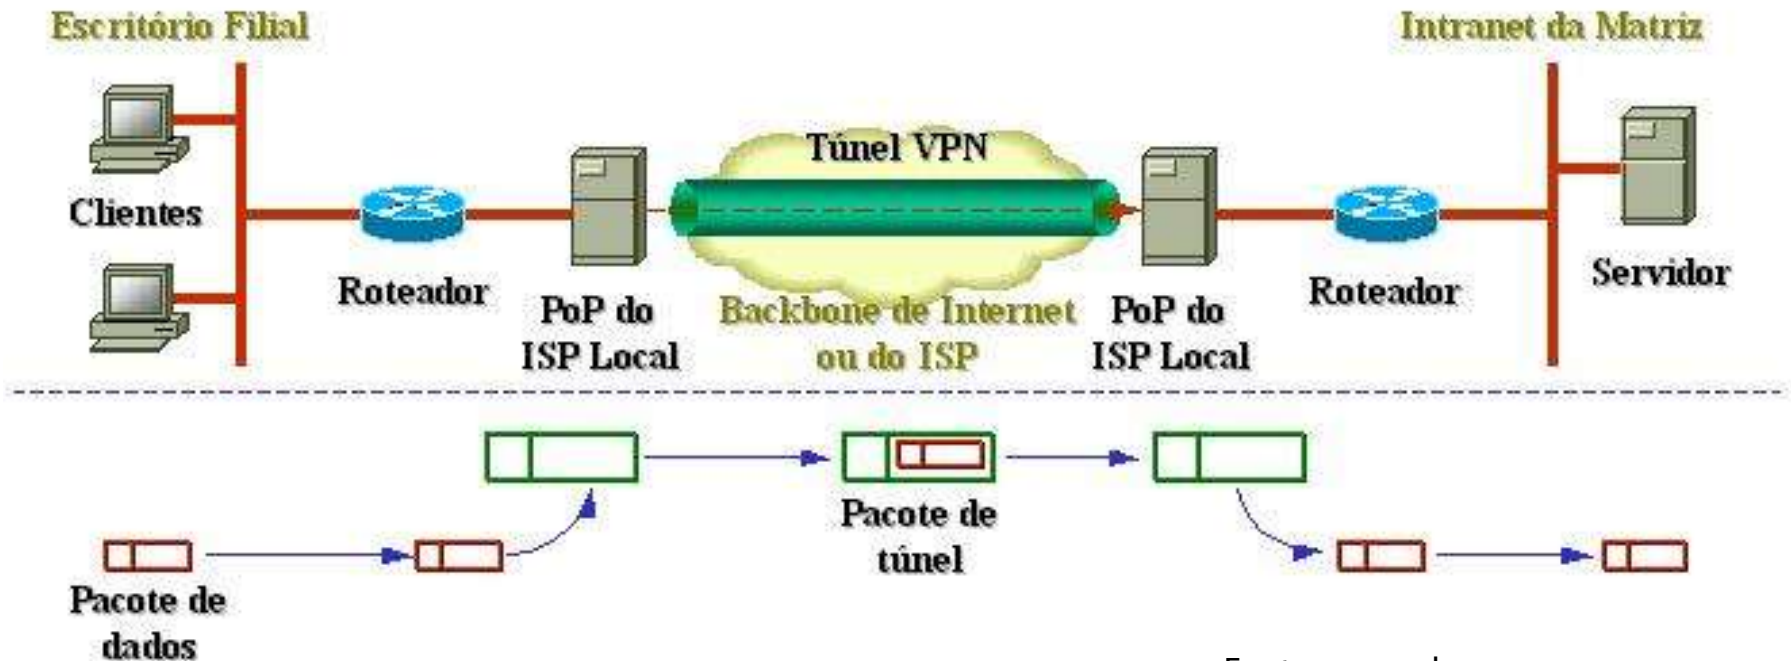 Escritório Filial
Intranet da Matriz
Túnel VPN
Clientes
Roteador
PoP do
ISP Local
Backbone de Internet
ou do ISP
PoP do
ISP Local
Roteador
Servidor
Pacote de
túnel
Pacote de
dados